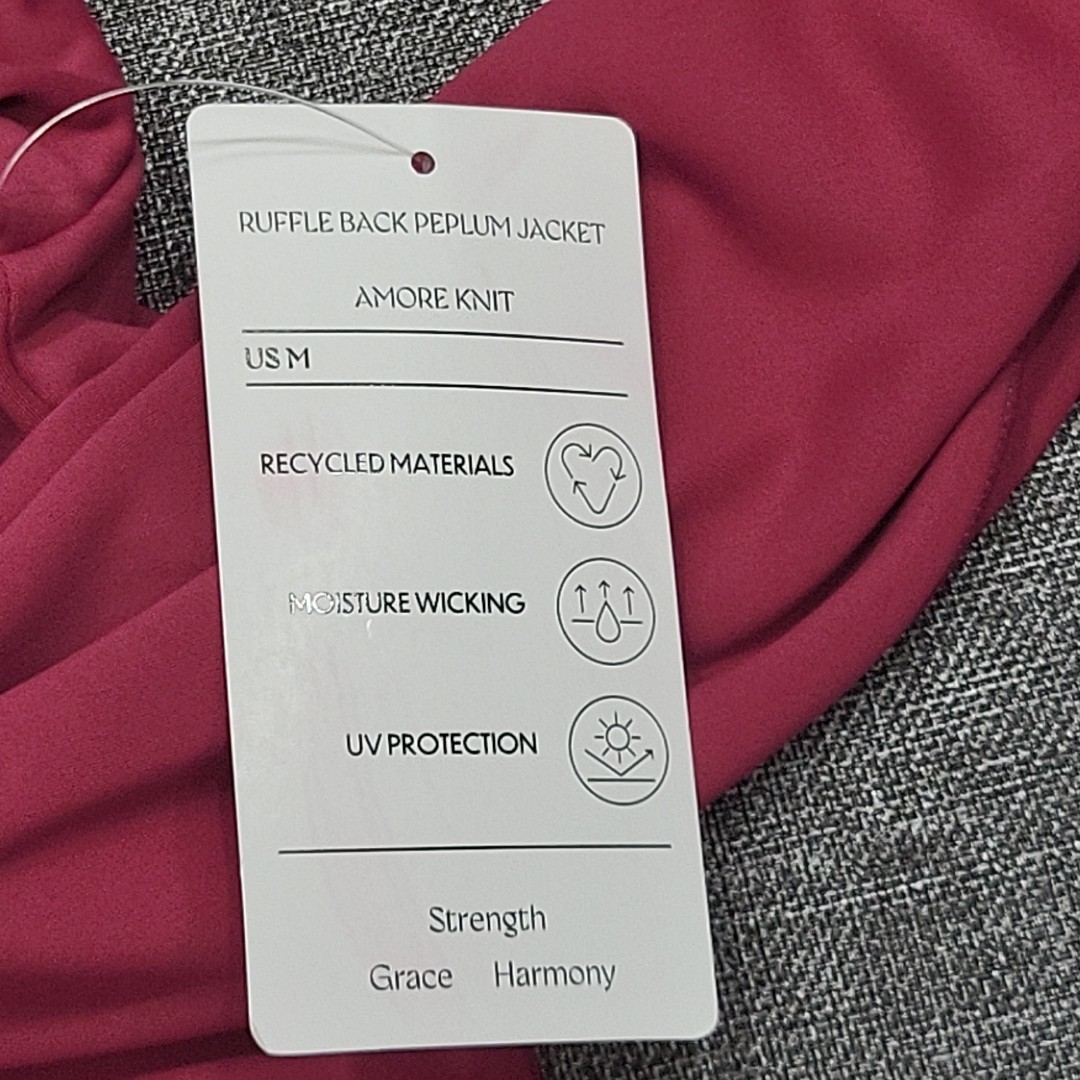 RUFFLE BACK PEPLUM JACKET
AMORE KNIT
US M
RECYCLED MATERIALS
MOISTURE WICKING
UV PROTECTION
Strength
Grace Harmony